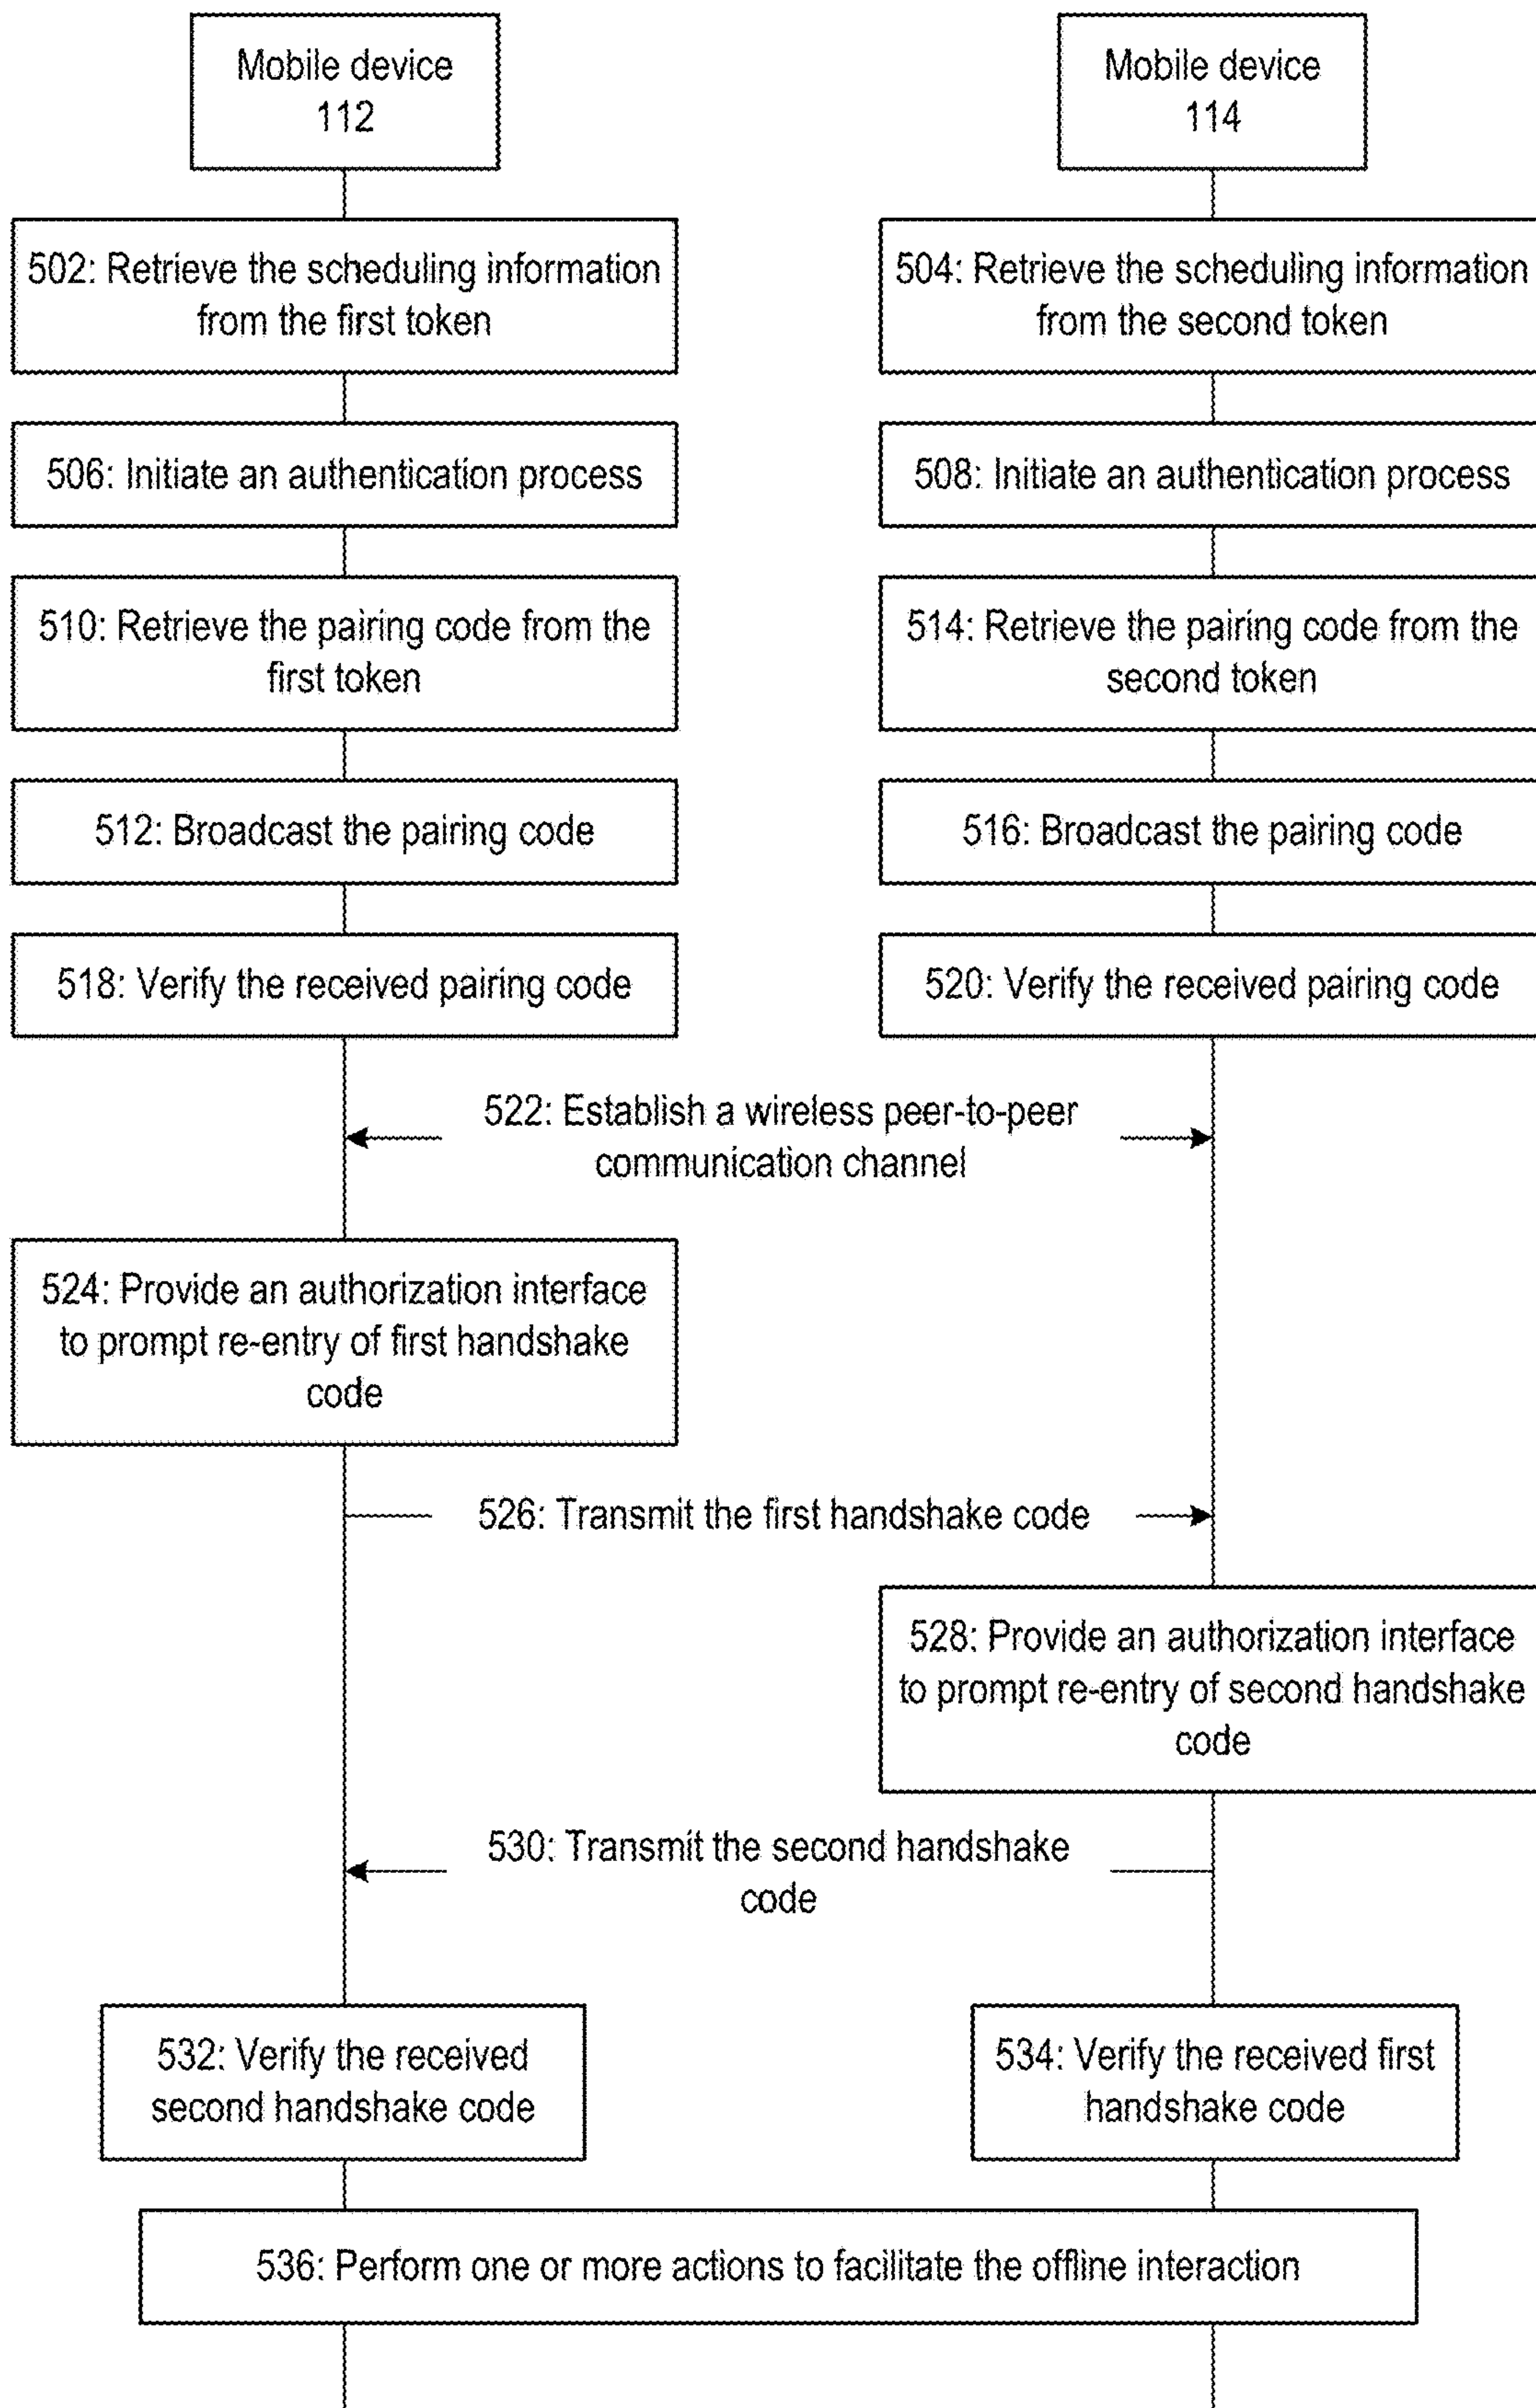 Mobile device
112
Mobile device
114
502: Retrieve the scheduling information
from the first token
504: Retrieve the scheduling information
from the second token
506: Initiate an authentication process
508: Initiate an authentication process
510: Retrieve the pairing code from the
first token
514: Retrieve the pairing code from the
second token
512: Broadcast the pairing code
516: Broadcast the pairing code
518: Verify the received pairing code
520: Verify the received pairing code
522: Establish a wireless peer-to-peer
communication channel
524: Provide an authorization interface
to prompt re-entry of first handshake
code
526: Transmit the first handshake code
528: Provide an authorization interface
to prompt re-entry of second handshake
code
530: Transmit the second handshake
code
532: Verify the received
second handshake code
534: Verify the received first
handshake code
536: Perform one or more actions to facilitate the offline interaction